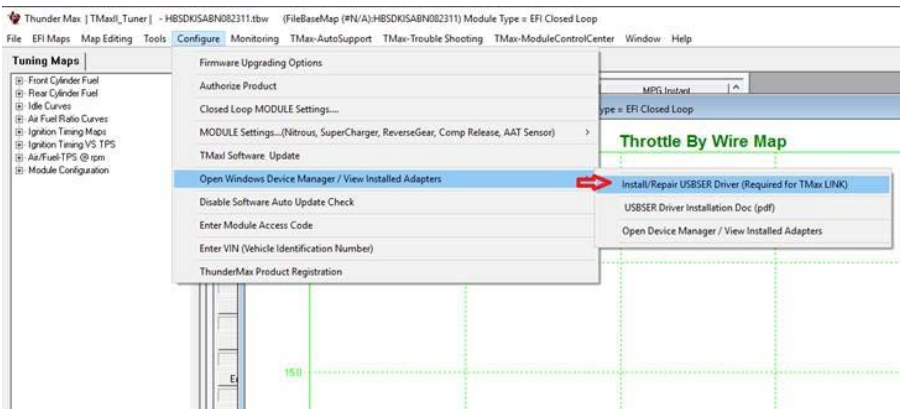 Thunder Max | TMaxII_Tuner | - HBSDKISABN082311.tbw (FileBaseMap (#N/A):HBSDKISABN082311) Module Type = EFI Closed Loop
File EFI Maps Map Editing Tools Configure Monitoring TMax-AutoSupport TMax-Trouble Shooting TMax-ModuleControlCenter Window Help
Tuning Maps
Front Cylinder Fuel
Rear Cylinder Fuel
Idle Curves
Air Fuel Ratio Curves
Ignition Timing Maps
Ignition Timing VS TPS
Air/Fuel-TPS @ rpm
Module Configuration
Firmware Upgrading Options
Authorize Product
Closed Loop MODULE Settings....
MODULE Settings...(Nitrous, SuperCharger, ReverseGear, Comp Release, AAT Sensor)
TMaxI Software Update
Open Windows Device Manager / View Installed Adapters
Disable Software Auto Update Check
Enter Module Access Code
Enter VIN (Vehicle Identification Number)
ThunderMax Product Registration
MPG Instant
ype = EFI Closed Loop
Throttle By Wire Map
Install/Repair USBSER Driver (Required for TMax LINK)
USBSER Driver Installation Doc (pdf)
Open Device Manager / View Installed Adapters
150